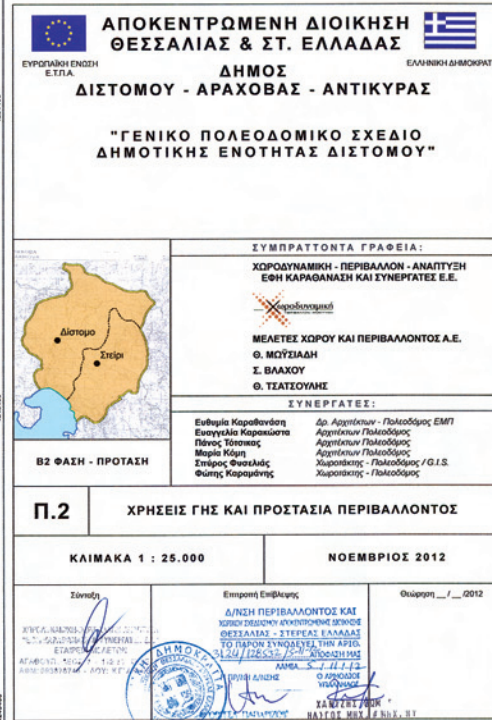 ΑΠΟΚΕΝΤΡΩΜΕΝΗ ΔΙΟΙΚΗΣΗ
ΘΕΣΣΑΛΙΑΣ & ΣΤ. ΕΛΛΑΔΑΣ
ΕΥΡΩΠΑΪΚΗ ΕΝΩΣΗ
Ε.Τ.Π.Α.
ΕΛΛΗΝΙΚΗ ΔΗΜΟΚΡΑΤ
ΔΗΜΟΣ
ΔΙΣΤΟΜΟΥ - ΑΡΑΧΟΒΑΣ - ΑΝΤΙΚΥΡΑΣ
"ΓΕΝΙΚΟ ΠΟΛΕΟΔΟΜΙΚΟ ΣΧΕΔΙΟ
ΔΗΜΟΤΙΚΗΣ ΕΝΟΤΗΤΑΣ ΔΙΣΤΟΜΟΥ"
Δίστομο
Στείρι
Β2 ΦΑΣΗ - ΠΡΟΤΑΣΗ
ΣΥΜΠΡΑΤΤΟΝΤΑ ΓΡΑΦΕΙΑ:
ΧΩΡΟΔΥΝΑΜΙΚΗ - ΠΕΡΙΒΑΛΛΟΝ - ΑΝΑΠΤΥΞΗ
ΕΦΗ ΚΑΡΑΘΑΝΑΣΗ ΚΑΙ ΣΥΝΕΡΓΑΤΕΣ Ε.Ε.
Χωροδυναμική
ΜΕΛΕΤΕΣ ΧΩΡΟΥ ΚΑΙ ΠΕΡΙΒΑΛΛΟΝΤΟΣ Α.Ε.
Θ. ΜΩΫΣΙΑΔΗ
Σ. ΒΛΑΧΟΥ
Θ. ΤΣΑΤΣΟΥΛΗΣ
ΣΥΝΕΡΓΑΤΕΣ:
Ευθυμία Καραθανάση Δρ. Αρχιτέκτων - Πολεοδόμος ΕΜΠ
Ευαγγελία Καρακώστα Αρχιτέκτων Πολεοδόμος
Πάνος Τότσικας Αρχιτέκτων Πολεοδόμος
Μαρία Κόμη Αρχιτέκτων Πολεοδόμος
Σπύρος Φυσελιάς Χωροτάκτης - Πολεοδόμος / G.I.S.
Φώτης Καραμάνης Χωροτάκτης - Πολεοδόμος
Π.2
ΧΡΗΣΕΙΣ ΓΗΣ ΚΑΙ ΠΡΟΣΤΑΣΙΑ ΠΕΡΙΒΑΛΛΟΝΤΟΣ
ΚΛΙΜΑΚΑ 1 : 25.000
ΝΟΕΜΒΡΙΟΣ 2012
Σύνταξη
Επιτροπή Επίβλεψης
Θεώρηση __ / __ /2012
Δ/ΝΣΗ ΠΕΡΙΒΑΛΛΟΝΤΟΣ ΚΑΙ
ΘΕΣΣΑΛΙΑΣ - ΣΤΕΡΕΑΣ ΕΛΛΑΔΑΣ
ΤΟ ΠΑΡΟΝ ΣΥΝΟΔΕΥΕΙ ΤΗΝ ΑΡΙΘ.
ΑΠΟΦΑΣΗ ΜΑΣ
ΛΑΜΙΑ
Ο ΑΡΜΟΔΙΟΣ
ΥΠΑΛΛΗΛΟΣ